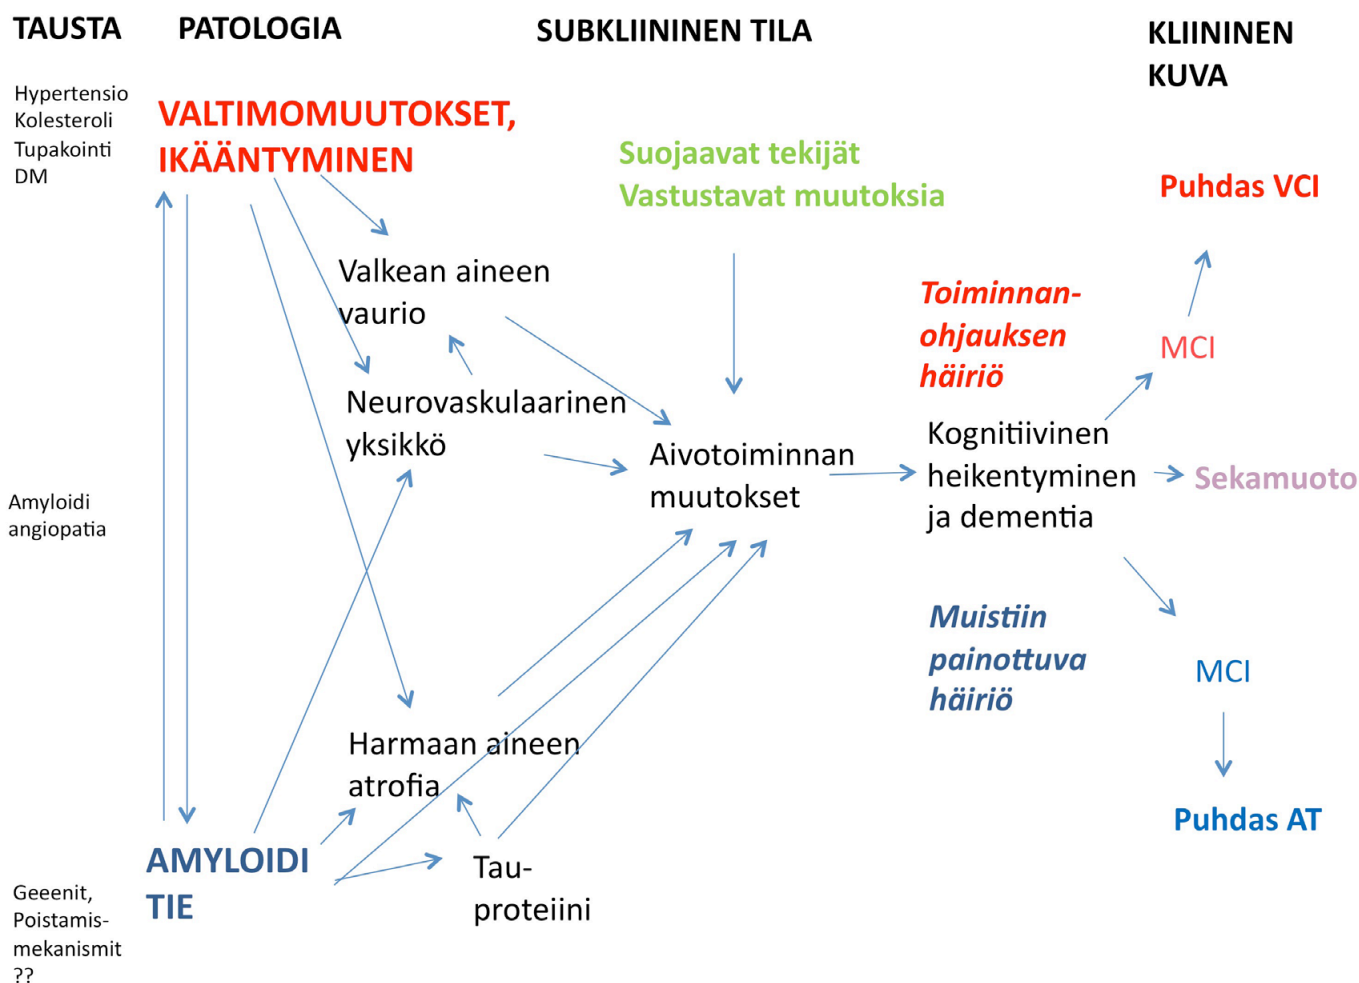 TAUSTA
PATOLOGIA
SUBKLIININEN TILA
KLIININEN
KUVA
Hypertensio
Kolesteroli
Tupakointi
DM
VALTIMOMUUTOKSET,
IKÄÄNTYMINEN
Suojaavat tekijät
Vastustavat muutoksia
Puhdas VCI
Valkean aineen
vaurio
Toiminnan-
ohjauksen
häiriö
MCI
Neurovaskulaarinen
yksikkö
Aivotoiminnan
muutokset
Kognitiivinen
heikentyminen
ja dementia
Sekamuoto
Amyloidi
angiopatia
Muistiin
painottuva
häiriö
MCI
Harmaan aineen
atrofia
Puhdas AT
AMYLOIDI
TIE
Tau-
proteiini
Geeenit,
Poistamis-
mekanismit
??